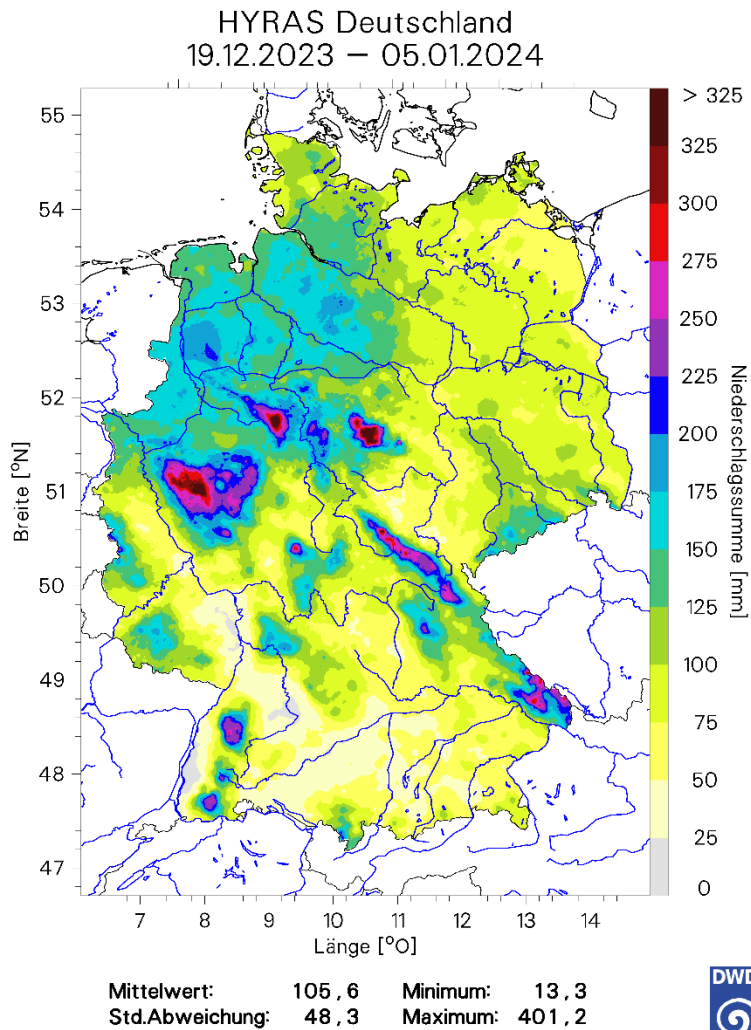 HYRAS Deutschland
19.12.2023 – 05.01.2024
> 325
325
300
275
250
225
200
175
150
125
100
75
50
25
0
Niederschlagssumme [mm]
55
54
53
52
51
50
49
48
47
Breite [°N]
7 8 9 10 11 12 13 14
Länge [°O]
Mittelwert: 105,6 Minimum: 13,3
Std.Abweichung: 48,3 Maximum: 401,2
DWD